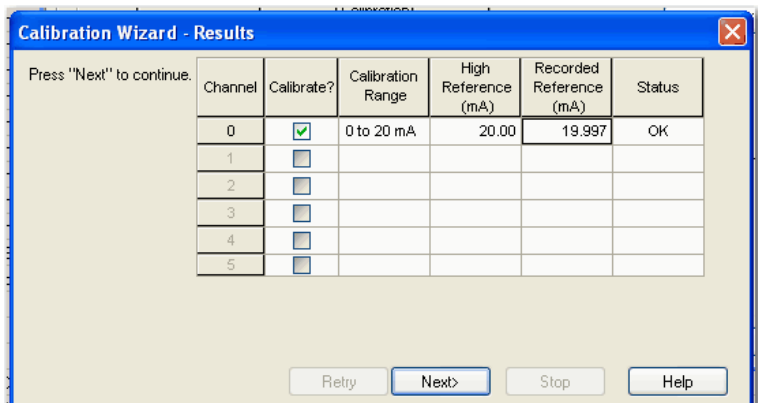 Calibration Wizard - Results
Press "Next" to continue.
Channel Calibrate? Calibration Range High Reference (mA) Recorded Reference (mA) Status
0 0 to 20 mA 20.00 19.997 OK
1
2
3
4
5
Retry Next> Stop Help